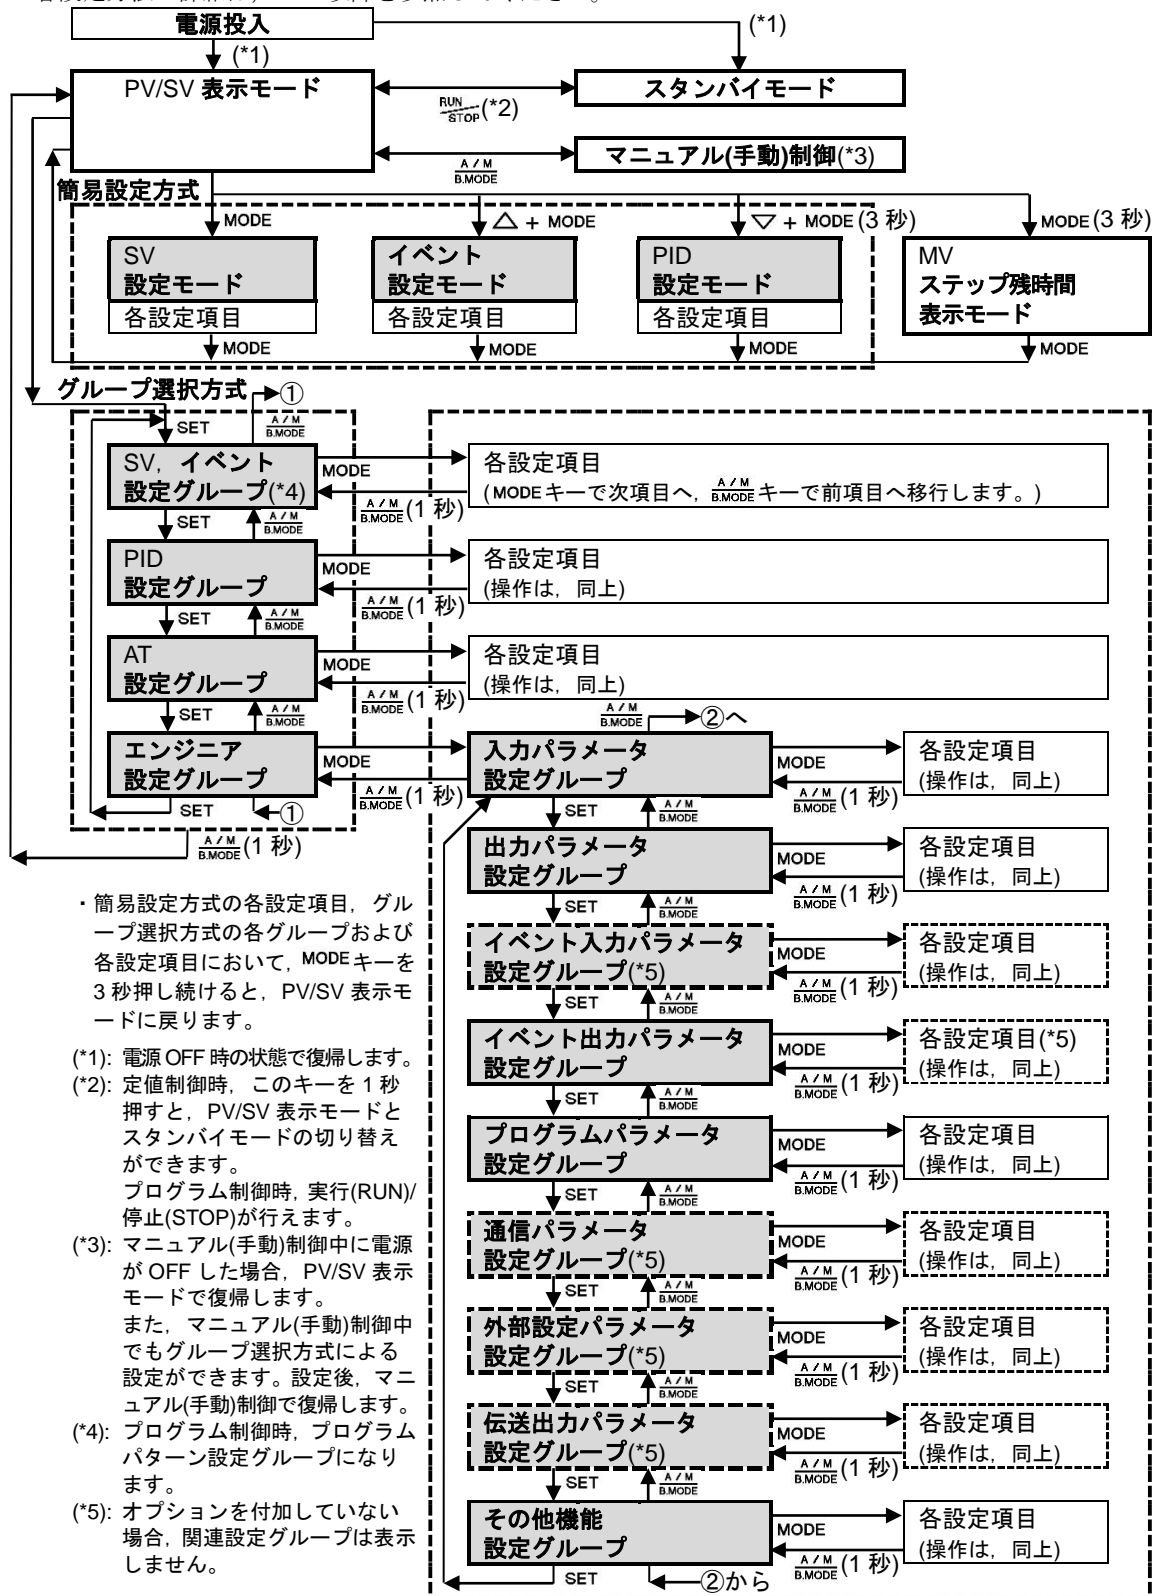 電源投入
(*1)
(*1)
PV/SV 表示モード
スタンバイモード
RUN
STOP (*2)
マニュアル(手動)制御(*3)
A / M
B.MODE
簡易設定方式
MODE
△ + MODE
▽ + MODE (3 秒)
MODE (3 秒)
SV
設定モード
各設定項目
イベント
設定モード
各設定項目
PID
設定モード
各設定項目
MV
ステップ残時間
表示モード
MODE
MODE
MODE
MODE
グループ選択方式
①
SET
A / M
B.MODE
SV, イベント
設定グループ(*4)
MODE
A / M
B.MODE (1 秒)
各設定項目
(MODE キーで次項目へ, A / M B.MODE キーで前項目へ移行します。)
SET
A / M
B.MODE
PID
設定グループ
MODE
A / M
B.MODE (1 秒)
各設定項目
(操作は, 同上)
SET
A / M
B.MODE
AT
設定グループ
MODE
A / M
B.MODE (1 秒)
各設定項目
(操作は, 同上)
SET
A / M
B.MODE
A / M
B.MODE
②へ
エンジニア
設定グループ
MODE
A / M
B.MODE (1 秒)
SET
①
A / M
B.MODE (1 秒)
入力パラメータ
設定グループ
MODE
A / M
B.MODE (1 秒)
各設定項目
(操作は, 同上)
SET
A / M
B.MODE
出力パラメータ
設定グループ
MODE
A / M
B.MODE (1 秒)
各設定項目
(操作は, 同上)
SET
A / M
B.MODE
イベント入力パラメータ
設定グループ(*5)
MODE
A / M
B.MODE (1 秒)
各設定項目
(操作は, 同上)
SET
A / M
B.MODE
イベント出力パラメータ
設定グループ
MODE
A / M
B.MODE (1 秒)
各設定項目(*5)
(操作は, 同上)
SET
A / M
B.MODE
プログラムパラメータ
設定グループ
MODE
A / M
B.MODE (1 秒)
各設定項目
(操作は, 同上)
SET
A / M
B.MODE
通信パラメータ
設定グループ(*5)
MODE
A / M
B.MODE (1 秒)
各設定項目
(操作は, 同上)
SET
A / M
B.MODE
外部設定パラメータ
設定グループ(*5)
MODE
A / M
B.MODE (1 秒)
各設定項目
(操作は, 同上)
SET
A / M
B.MODE
伝送出力パラメータ
設定グループ(*5)
MODE
A / M
B.MODE (1 秒)
各設定項目
(操作は, 同上)
SET
A / M
B.MODE
その他機能
設定グループ
MODE
A / M
B.MODE (1 秒)
各設定項目
(操作は, 同上)
SET
②から
・簡易設定方式の各設定項目, グル
ープ選択方式の各グループおよび
各設定項目において, MODE キーを
3 秒押し続けると, PV/SV 表示モ
ードに戻ります。
(*1): 電源 OFF 時の状態で復帰します。
(*2): 定値制御時, このキーを 1 秒
押すと, PV/SV 表示モードと
スタンバイモードの切り替え
ができます。
プログラム制御時, 実行(RUN)/
停止(STOP)が行えます。
(*3): マニュアル(手動)制御中に電源
が OFF した場合, PV/SV 表示
モードで復帰します。
また, マニュアル(手動)制御中
でもグループ選択方式による
設定ができます。設定後, マニ
ュアル(手動)制御で復帰します。
(*4): プログラム制御時, プログラム
パターン設定グループになり
ます。
(*5): オプションを付加していない
場合, 関連設定グループは表示
しません。